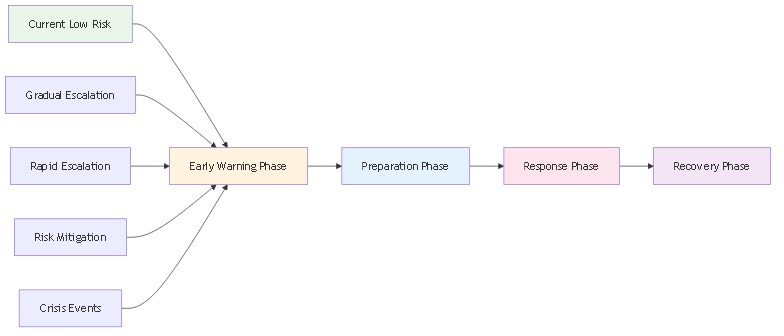 Current Low Risk
Gradual Escalation
Rapid Escalation
Early Warning Phase
Preparation Phase
Response Phase
Recovery Phase
Risk Mitigation
Crisis Events